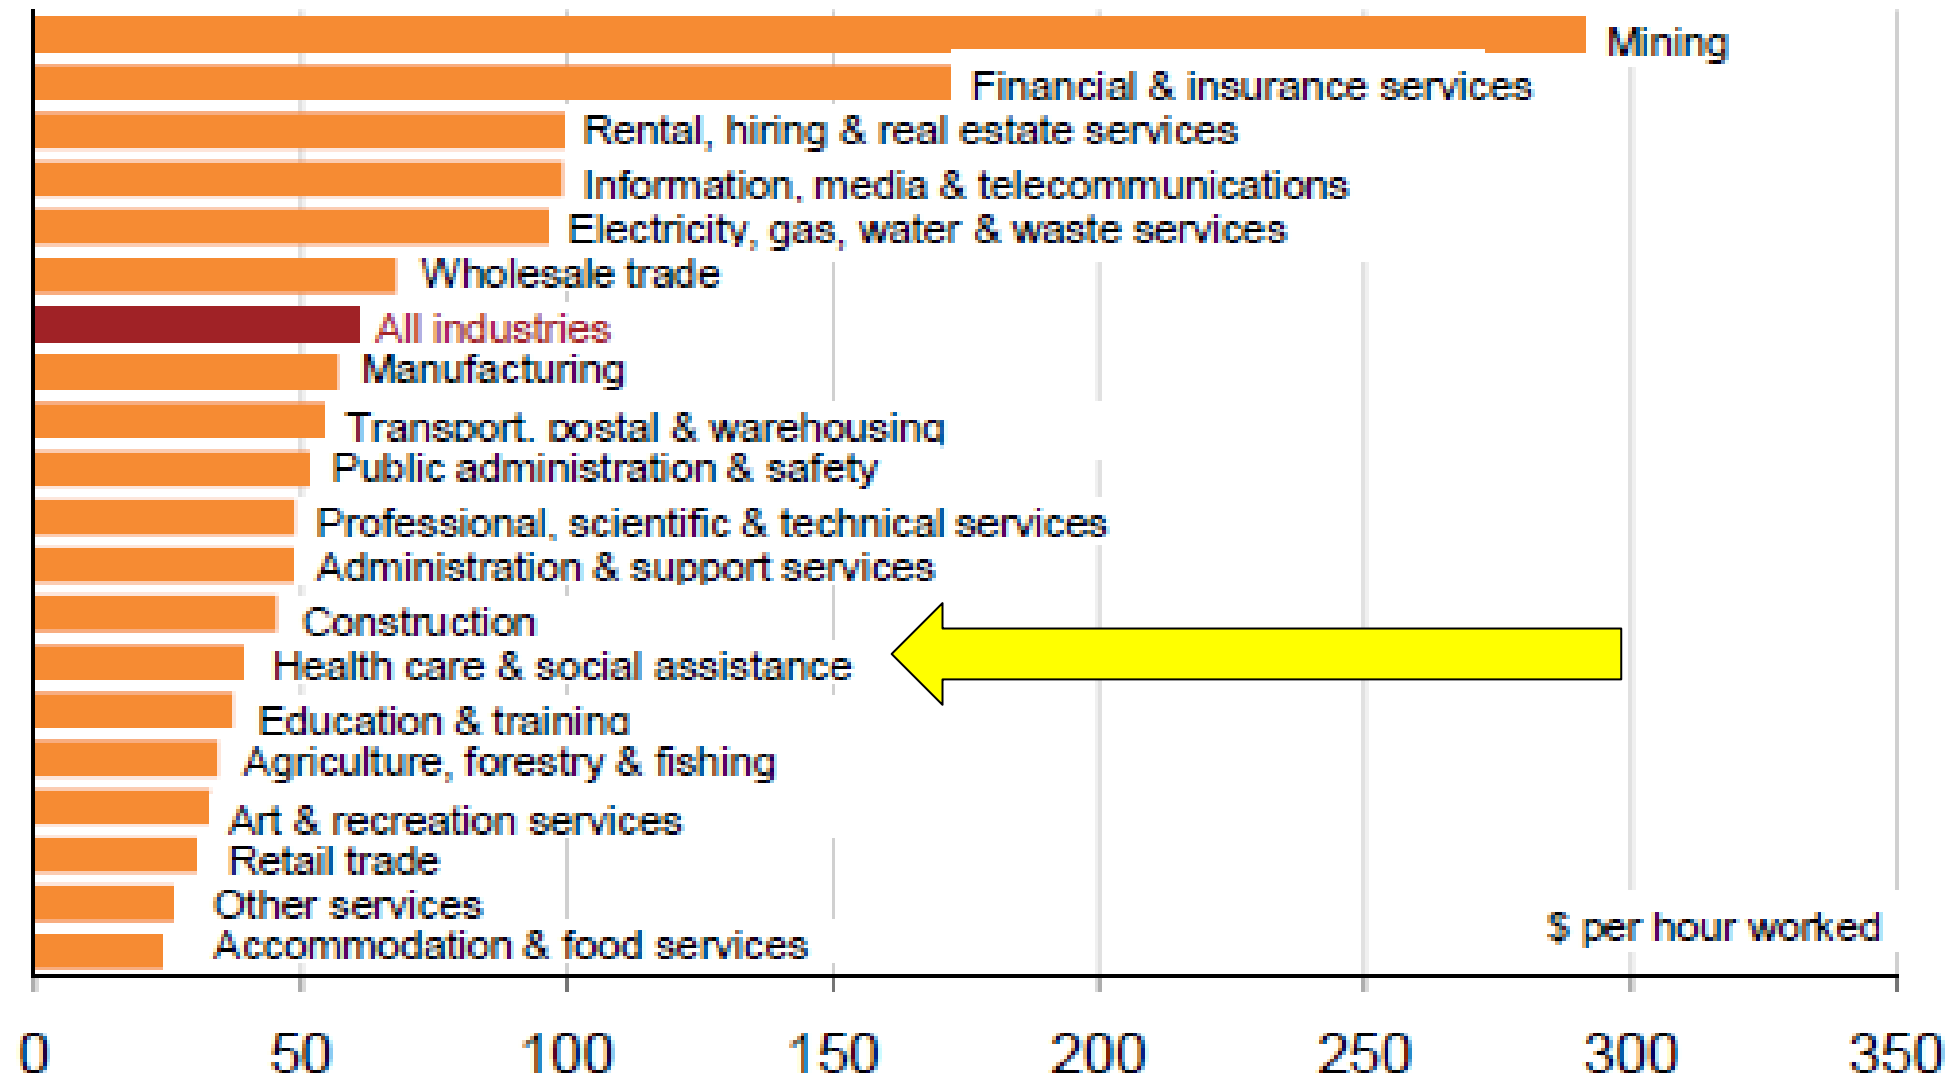 Mining
Financial & insurance services
Rental, hiring & real estate services
Information, media & telecommunications
Electricity, gas, water & waste services
Wholesale trade
All industries
Manufacturing
Transport, postal & warehousing
Public administration & safety
Professional, scientific & technical services
Administration & support services
Construction
Health care & social assistance
Education & training
Agriculture, forestry & fishing
Art & recreation services
Retail trade
Other services
Accommodation & food services
$ per hour worked
0 50 100 150 200 250 300 350